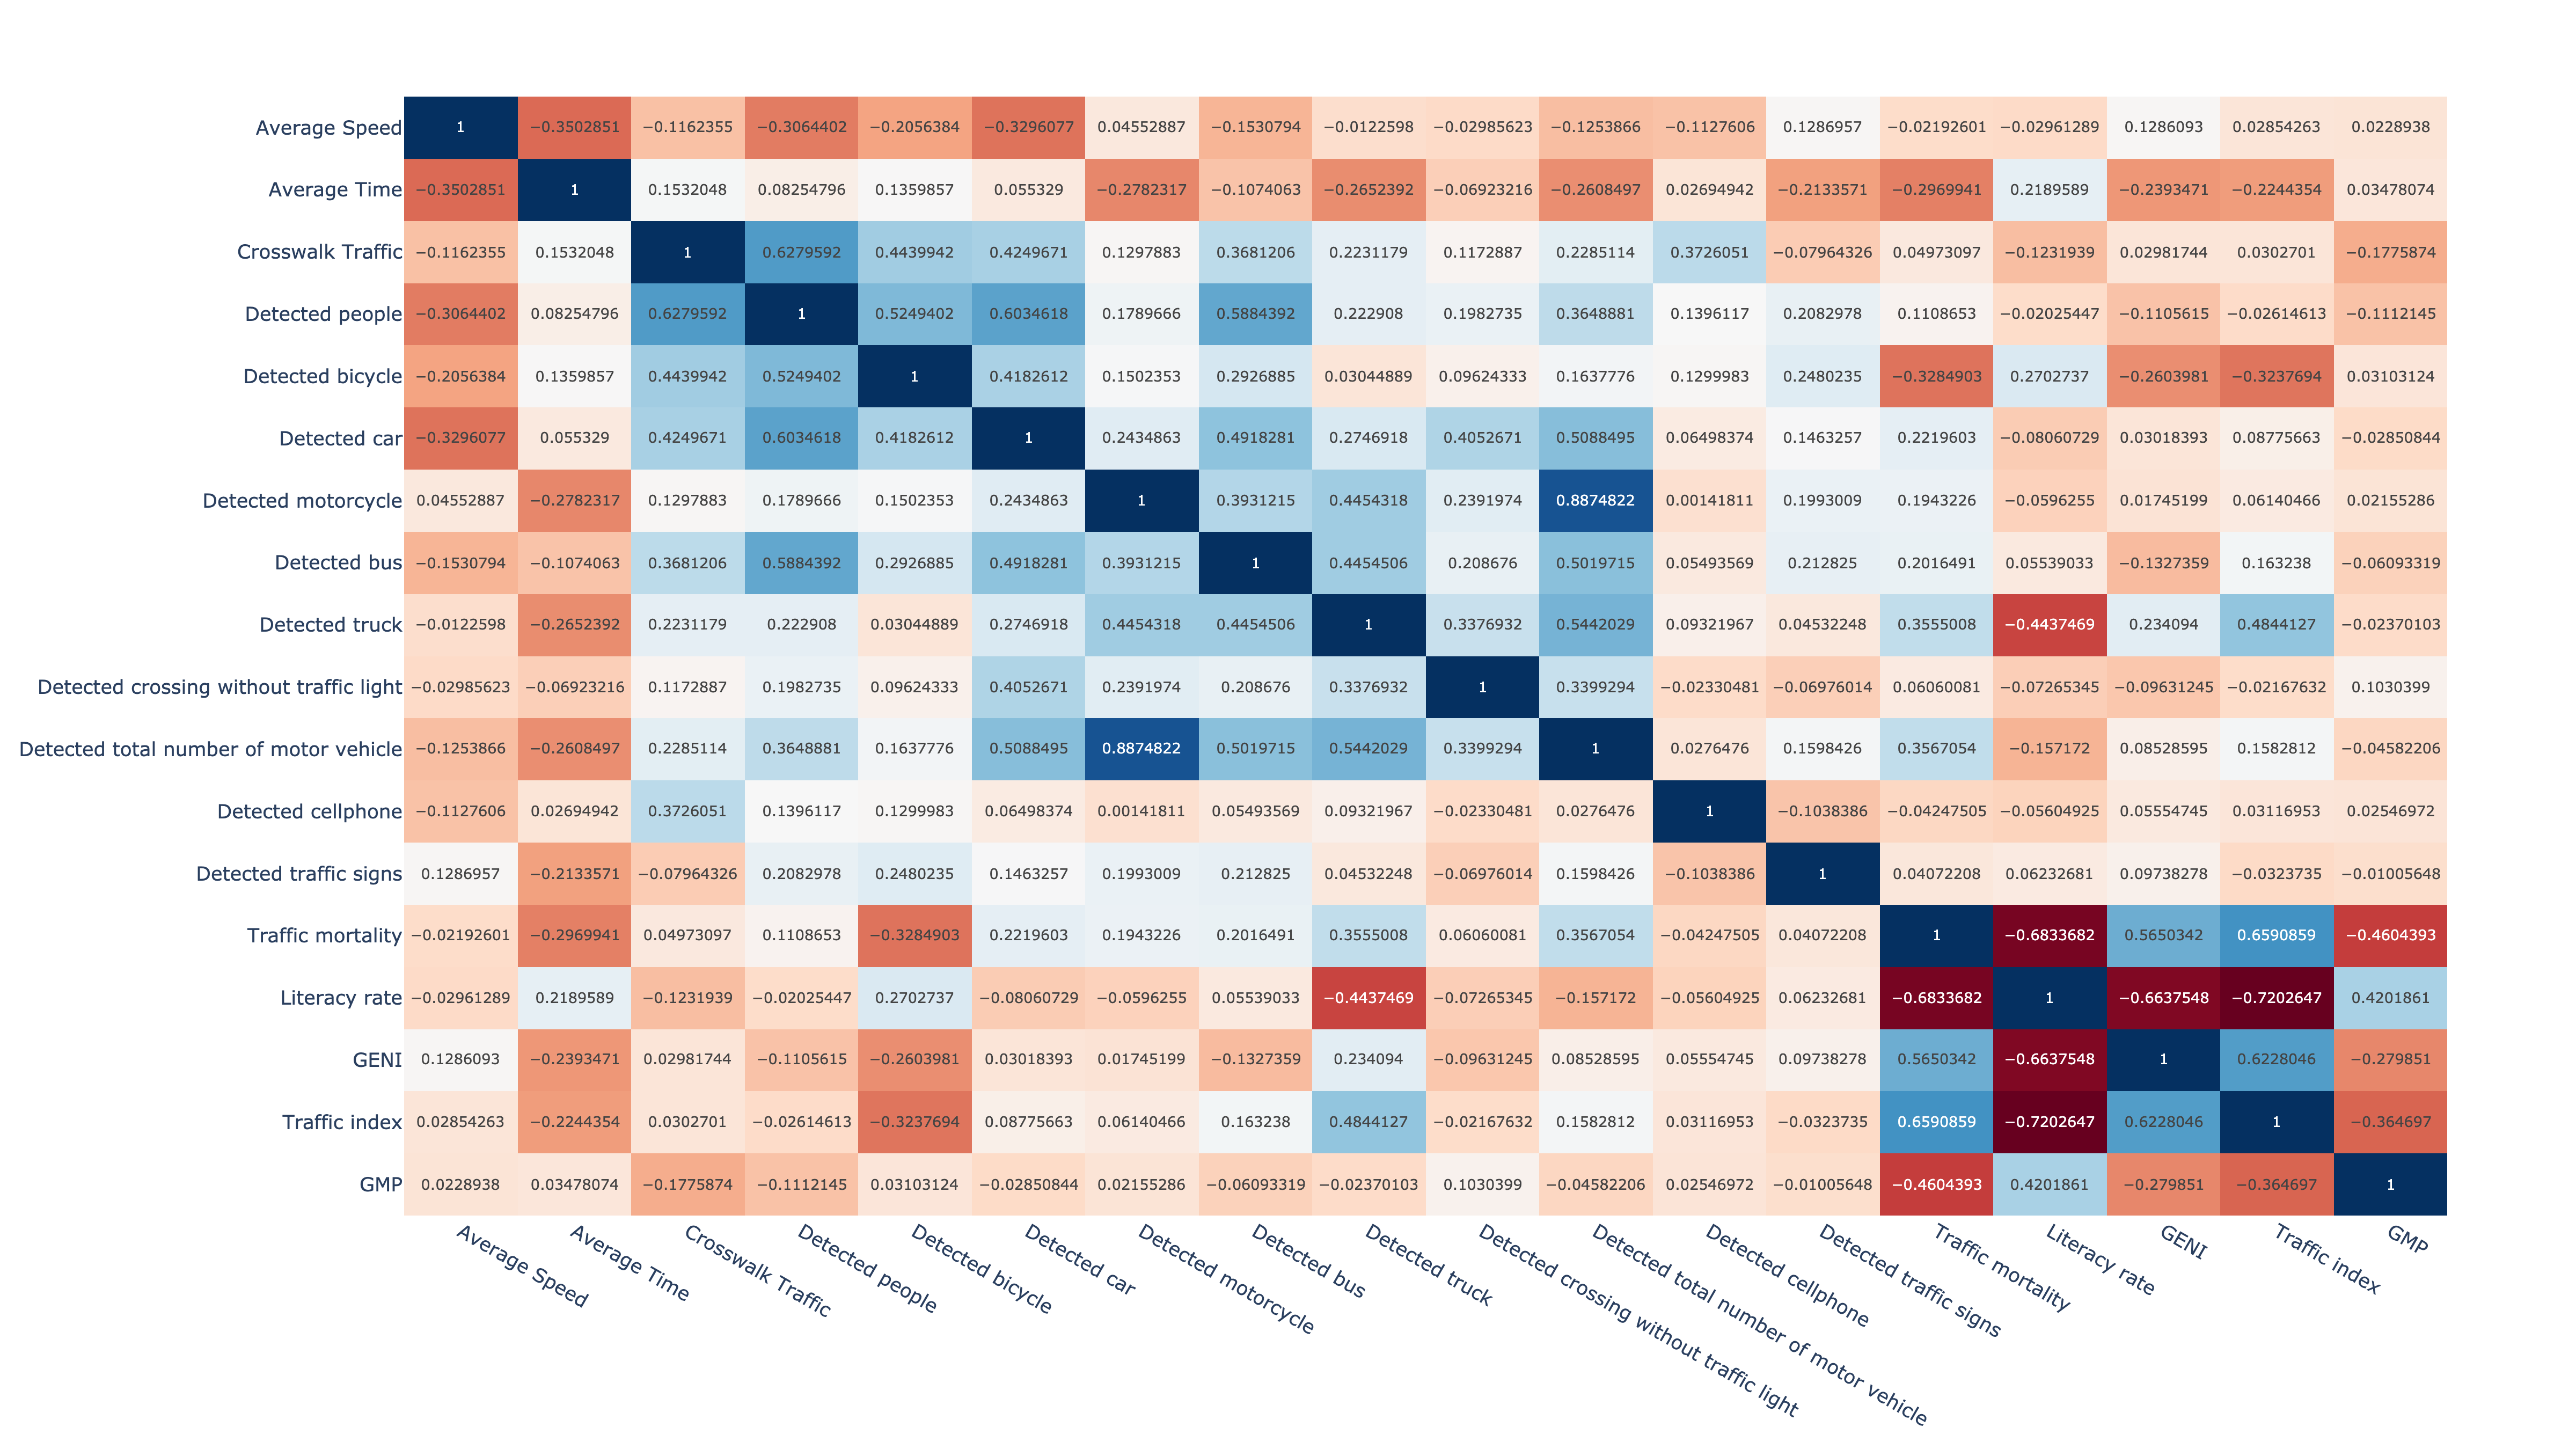 Average Speed 1 −0.3502851 −0.1162355 −0.3064402 −0.2056384 −0.3296077 0.04552887 −0.1530794 −0.0122598 −0.02985623 −0.1253866 −0.1127606 0.1286957 −0.02192601 −0.02961289 0.1286093 0.02854263 0.0228938
Average Time −0.3502851 1 0.1532048 0.08254796 0.1359857 0.055329 −0.2782317 −0.1074063 −0.2652392 −0.06923216 −0.2608497 0.02694942 −0.2133571 −0.2969941 0.2189589 −0.2393471 −0.2244354 0.03478074
Crosswalk Traffic −0.1162355 0.1532048 1 0.6279592 0.4439942 0.4249671 0.1297883 0.3681206 0.2231179 0.1172887 0.2285114 0.3726051 −0.07964326 0.04973097 −0.1231939 0.02981744 0.0302701 −0.1775874
Detected people −0.3064402 0.08254796 0.6279592 1 0.5249402 0.6034618 0.1789666 0.5884392 0.222908 0.1982735 0.3648881 0.1396117 0.2082978 0.1108653 −0.02025447 −0.1105615 −0.02614613 −0.1112145
Detected bicycle −0.2056384 0.1359857 0.4439942 0.5249402 1 0.4182612 0.1502353 0.2926885 0.03044889 0.09624333 0.1637776 0.1299983 0.2480235 −0.3284903 0.2702737 −0.2603981 −0.3237694 0.03103124
Detected car −0.3296077 0.055329 0.4249671 0.6034618 0.4182612 1 0.2434863 0.4918281 0.2746918 0.4052671 0.5088495 0.06498374 0.1463257 0.2219603 −0.08060729 0.03018393 0.08775663 −0.02850844
Detected motorcycle 0.04552887 −0.2782317 0.1297883 0.1789666 0.1502353 0.2434863 1 0.3931215 0.4454318 0.2391974 0.8874822 0.00141811 0.1993009 0.1943226 −0.0596255 0.01745199 0.06140466 0.02155286
Detected bus −0.1530794 −0.1074063 0.3681206 0.5884392 0.2926885 0.4918281 0.3931215 1 0.4454506 0.208676 0.5019715 0.05493569 0.212825 0.2016491 0.05539033 −0.1327359 0.163238 −0.06093319
Detected truck −0.0122598 −0.2652392 0.2231179 0.222908 0.03044889 0.2746918 0.4454318 0.4454506 1 0.3376932 0.5442029 0.09321967 0.04532248 0.3555008 −0.4437469 0.234094 0.4844127 −0.02370103
Detected crossing without traffic light −0.02985623 −0.06923216 0.1172887 0.1982735 0.09624333 0.4052671 0.2391974 0.208676 0.3376932 1 0.3399294 −0.02330481 −0.06976014 0.06060081 −0.07265345 −0.09631245 −0.02167632 0.1030399
Detected total number of motor vehicle −0.1253866 −0.2608497 0.2285114 0.3648881 0.1637776 0.5088495 0.8874822 0.5019715 0.5442029 0.3399294 1 0.0276476 0.1598426 0.3567054 −0.157172 0.08528595 0.1582812 −0.04582206
Detected cellphone −0.1127606 0.02694942 0.3726051 0.1396117 0.1299983 0.06498374 0.00141811 0.05493569 0.09321967 −0.02330481 0.0276476 1 −0.1038386 −0.04247505 −0.05604925 0.05554745 0.03116953 0.02546972
Detected traffic signs 0.1286957 −0.2133571 −0.07964326 0.2082978 0.2480235 0.1463257 0.1993009 0.212825 0.04532248 −0.06976014 0.1598426 −0.1038386 1 0.04072208 0.06232681 0.09738278 −0.0323735 −0.01005648
Traffic mortality −0.02192601 −0.2969941 0.04973097 0.1108653 −0.3284903 0.2219603 0.1943226 0.2016491 0.3555008 0.06060081 0.3567054 −0.04247505 0.04072208 1 −0.6833682 0.5650342 0.6590859 −0.4604393
Literacy rate −0.02961289 0.2189589 −0.1231939 −0.02025447 0.2702737 −0.08060729 −0.0596255 0.05539033 −0.4437469 −0.07265345 −0.157172 −0.05604925 0.06232681 −0.6833682 1 −0.6637548 −0.7202647 0.4201861
GENI 0.1286093 −0.2393471 0.02981744 −0.1105615 −0.2603981 0.03018393 0.01745199 −0.1327359 0.234094 −0.09631245 0.08528595 0.05554745 0.09738278 0.5650342 −0.6637548 1 0.6228046 −0.279851
Traffic index 0.02854263 −0.2244354 0.0302701 −0.02614613 −0.3237694 0.08775663 0.06140466 0.163238 0.4844127 −0.02167632 0.1582812 0.03116953 −0.0323735 0.6590859 −0.7202647 0.6228046 1 −0.364697
GMP 0.0228938 0.03478074 −0.1775874 −0.1112145 0.03103124 −0.02850844 0.02155286 −0.06093319 −0.02370103 0.1030399 −0.04582206 0.02546972 −0.01005648 −0.4604393 0.4201861 −0.279851 −0.364697 1
Average Speed
Average Time
Crosswalk Traffic
Detected people
Detected bicycle
Detected car
Detected motorcycle
Detected bus
Detected truck
Detected crossing without traffic light
Detected total number of motor vehicle
Detected cellphone
Detected traffic signs
Traffic mortality
Literacy rate
GENI
Traffic index
GMP